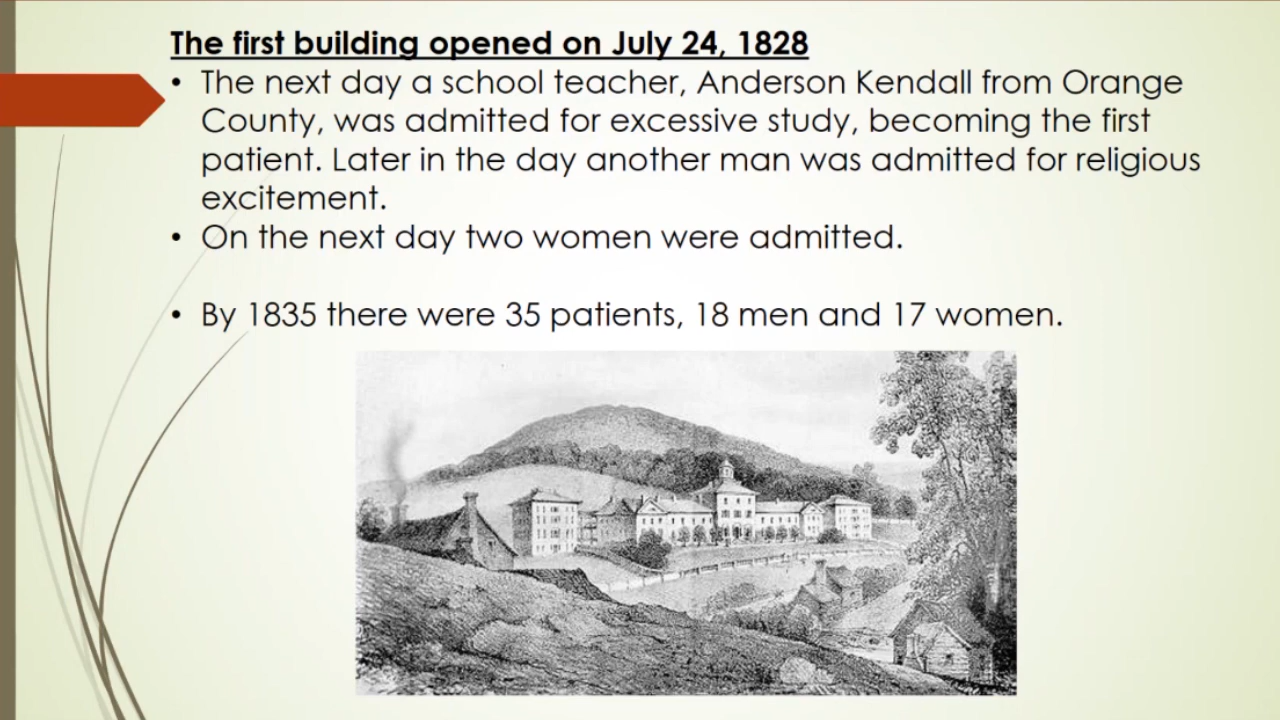 The first building opened on July 24, 1828
• The next day a school teacher, Anderson Kendall from Orange
County, was admitted for excessive study, becoming the first
patient. Later in the day another man was admitted for religious
excitement.
• On the next day two women were admitted.
• By 1835 there were 35 patients, 18 men and 17 women.